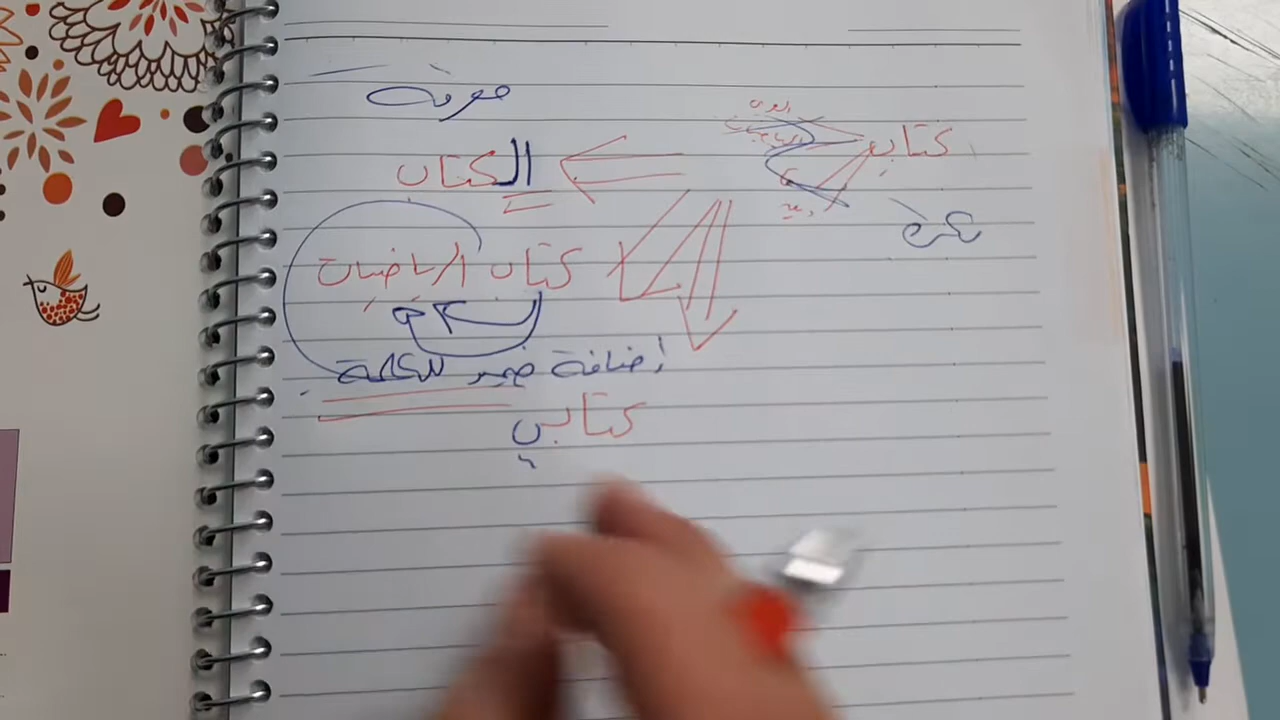 معرفة
كتاب
الكتاب
نكرة
كتاب الرياضيات
إضافة ضمير للكلمة
كتابي